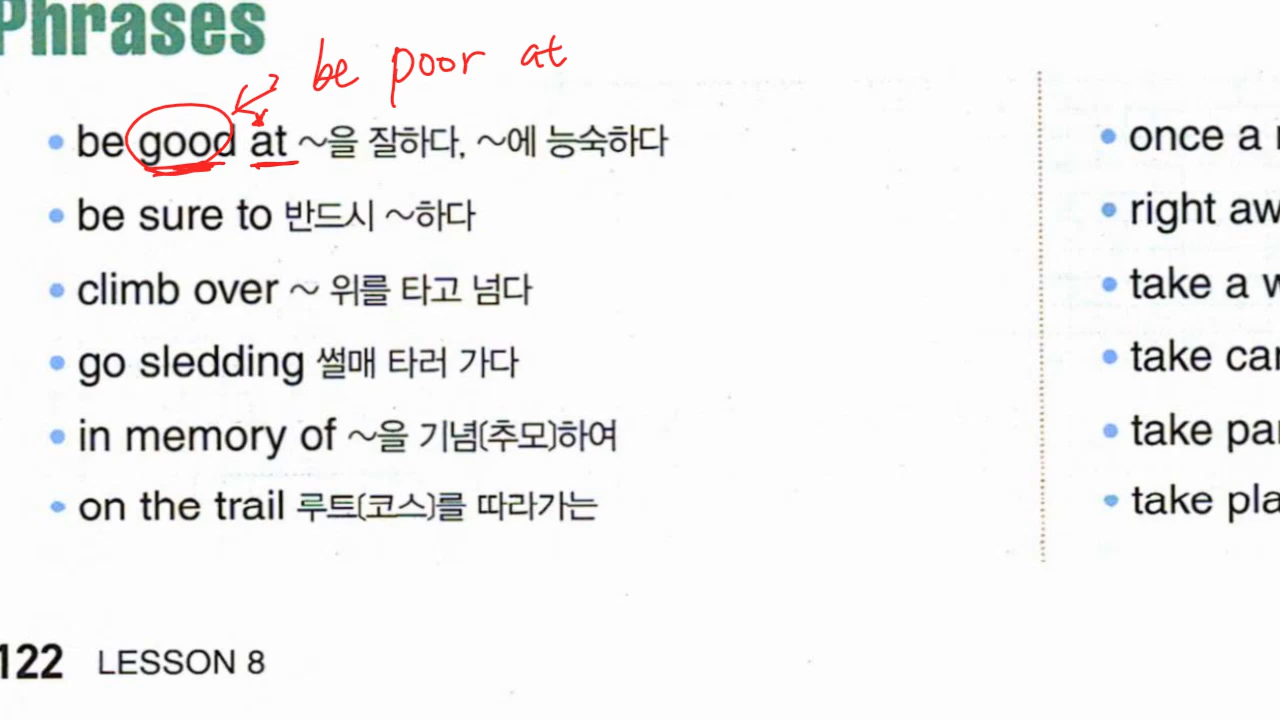 Phrases
be poor at
• be good at ~을 잘하다, ~에 능숙하다
• be sure to 반드시 ~하다
• climb over ~ 위를 타고 넘다
• go sledding 썰매 타러 가다
• in memory of ~을 기념(추모)하여
• on the trail 루트(코스)를 따라가는
• once a
• right aw
• take a
• take car
• take par
• take pla
122 LESSON 8